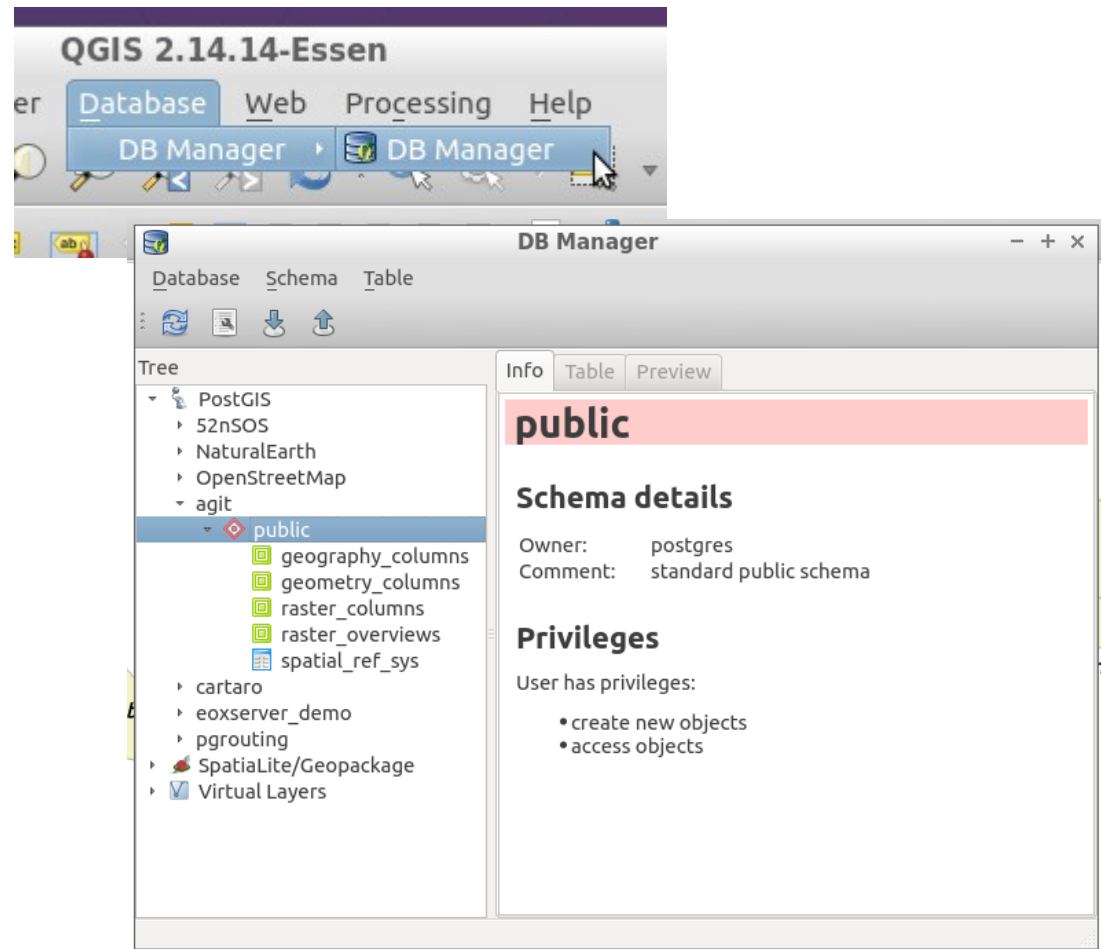 QGIS 2.14.14-Essen
er Database Web Processing Help
DB Manager DB Manager
ab
DB Manager
Database Schema Table
Tree
Info Table Preview
PostGIS
52nSOS
NaturalEarth
OpenStreetMap
agit
public
geography_columns
geometry_columns
raster_columns
raster_overviews
spatial_ref_sys
cartaro
eoxserver_demo
pgrouting
SpatiaLite/Geopackage
Virtual Layers
public
Schema details
Owner: postgres
Comment: standard public schema
Privileges
User has privileges:
• create new objects
• access objects